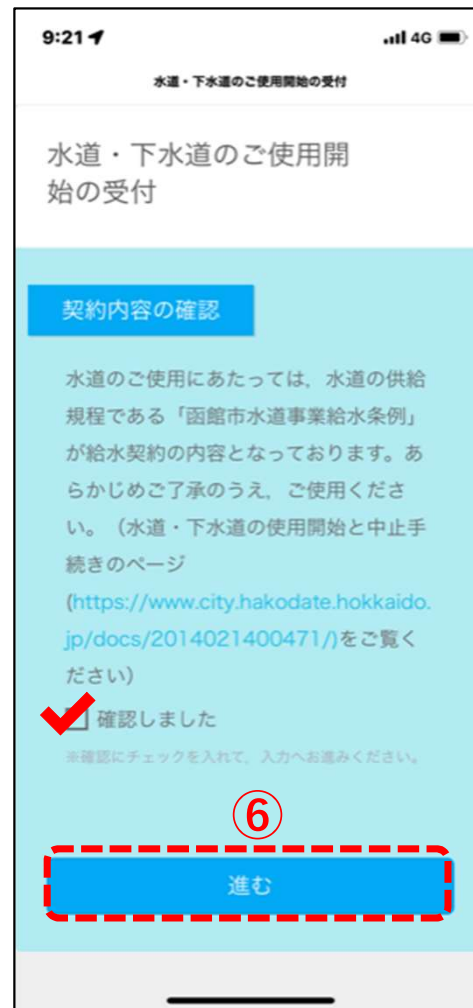 9:21
4G
水道・下水道のご使用開始の受付
水道・下水道のご使用開
始の受付
契約内容の確認
水道のご使用にあたっては，水道の供給
規程である「函館市水道事業給水条例」
が給水契約の内容となっております。あ
らかじめご了承のうえ，ご使用くださ
い。（水道・下水道の使用開始と中止手
続きのページ
(https://www.city.hakodate.hokkaido.
jp/docs/2014021400471/)をご覧く
ださい）
確認しました
※確認にチェックを入れて，入力へお進みください。
⑥
進む